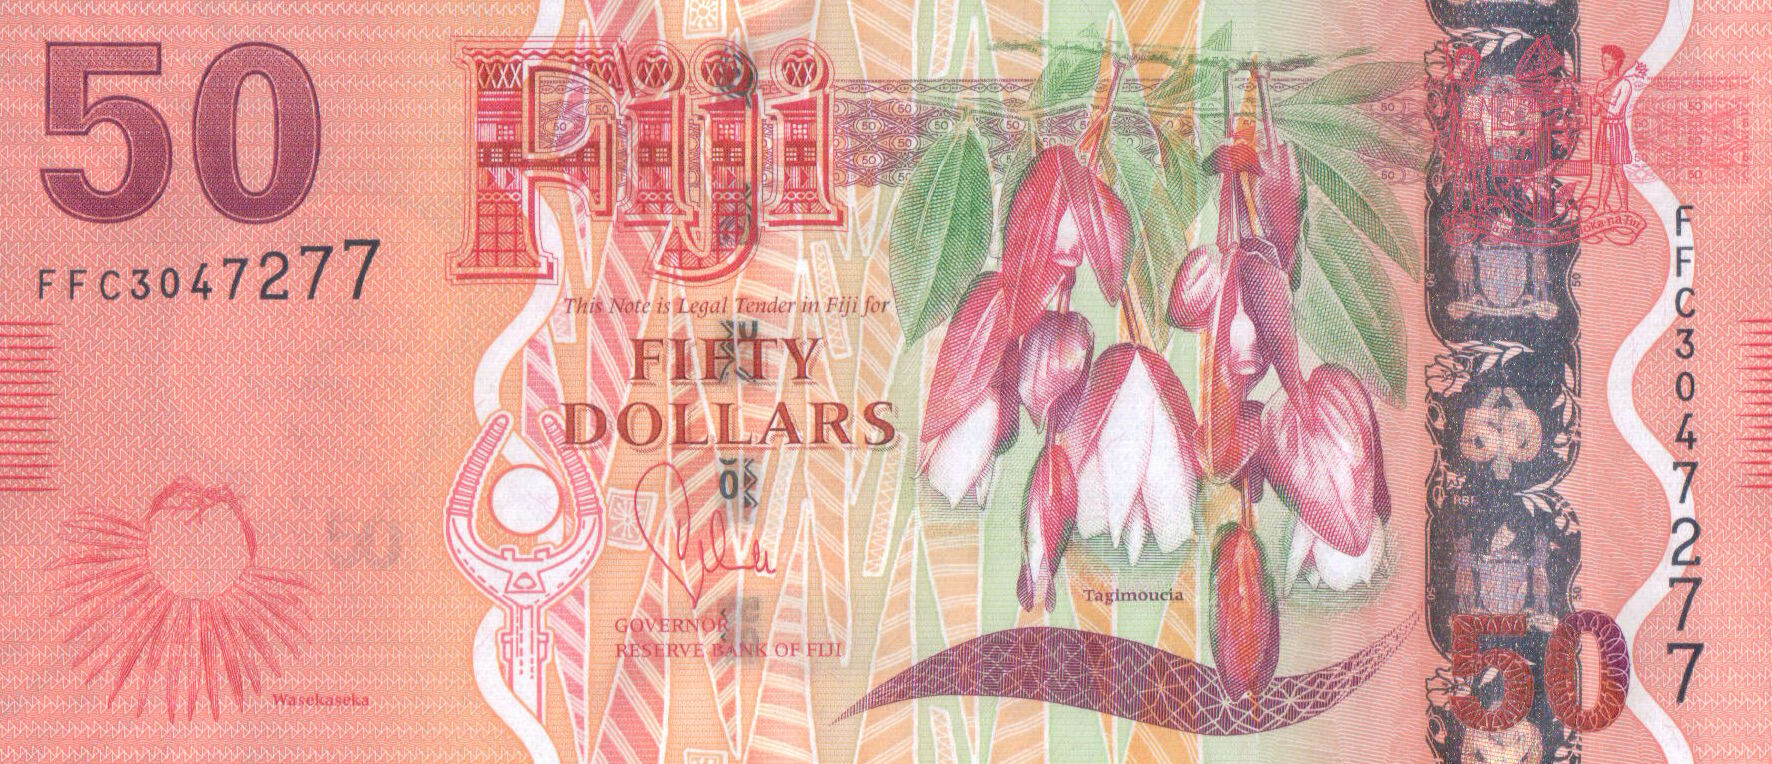 50
Fiji
FFC3047277
This Note is Legal Tender in Fiji for
FIFTY
DOLLARS
GOVERNOR
RESERVE BANK OF FIJI
Wasekaseka
Tagimoucia
50
FFC3047277
50